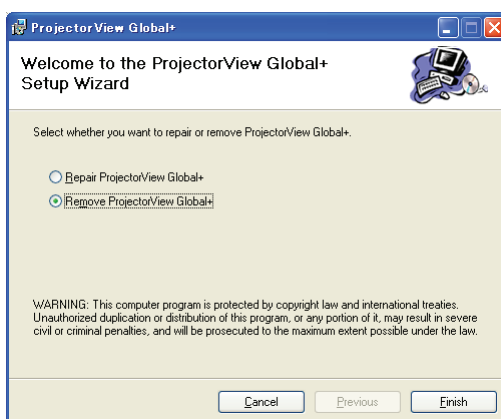 ProjectorView Global+
Welcome to the ProjectorView Global+
Setup Wizard
Select whether you want to repair or remove ProjectorView Global+.
Repair ProjectorView Global+
Remove ProjectorView Global+
WARNING: This computer program is protected by copyright law and international treaties.
Unauthorized duplication or distribution of this program, or any portion of it, may result in severe
civil or criminal penalties, and will be prosecuted to the maximum extent possible under the law.
Cancel Previous Finish